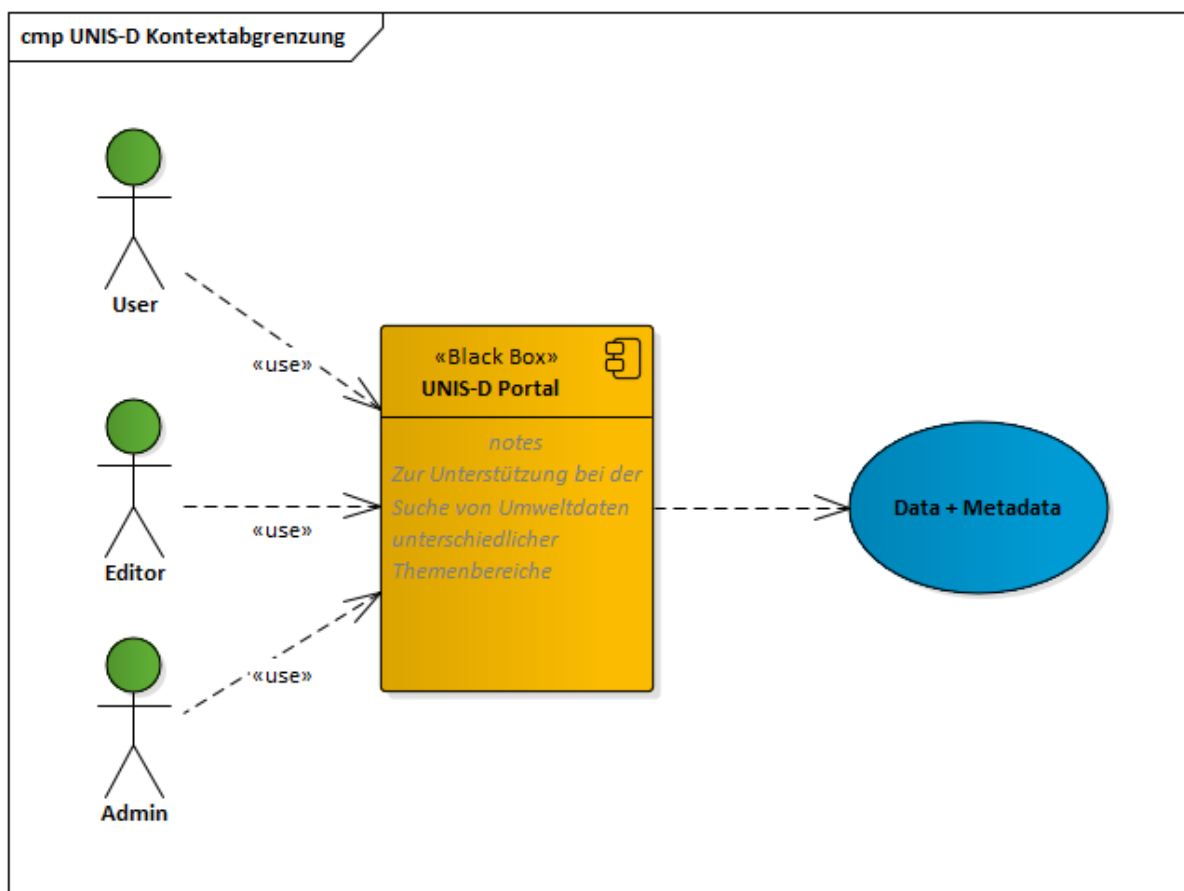 cmp UNIS-D Kontextabgrenzung
User
«use»
«Black Box»
UNIS-D Portal
notes
Zur Unterstützung bei der
Suche von Umweltdaten
unterschiedlicher
Themenbereiche
Editor
«use»
Data + Metadata
Admin
«use»